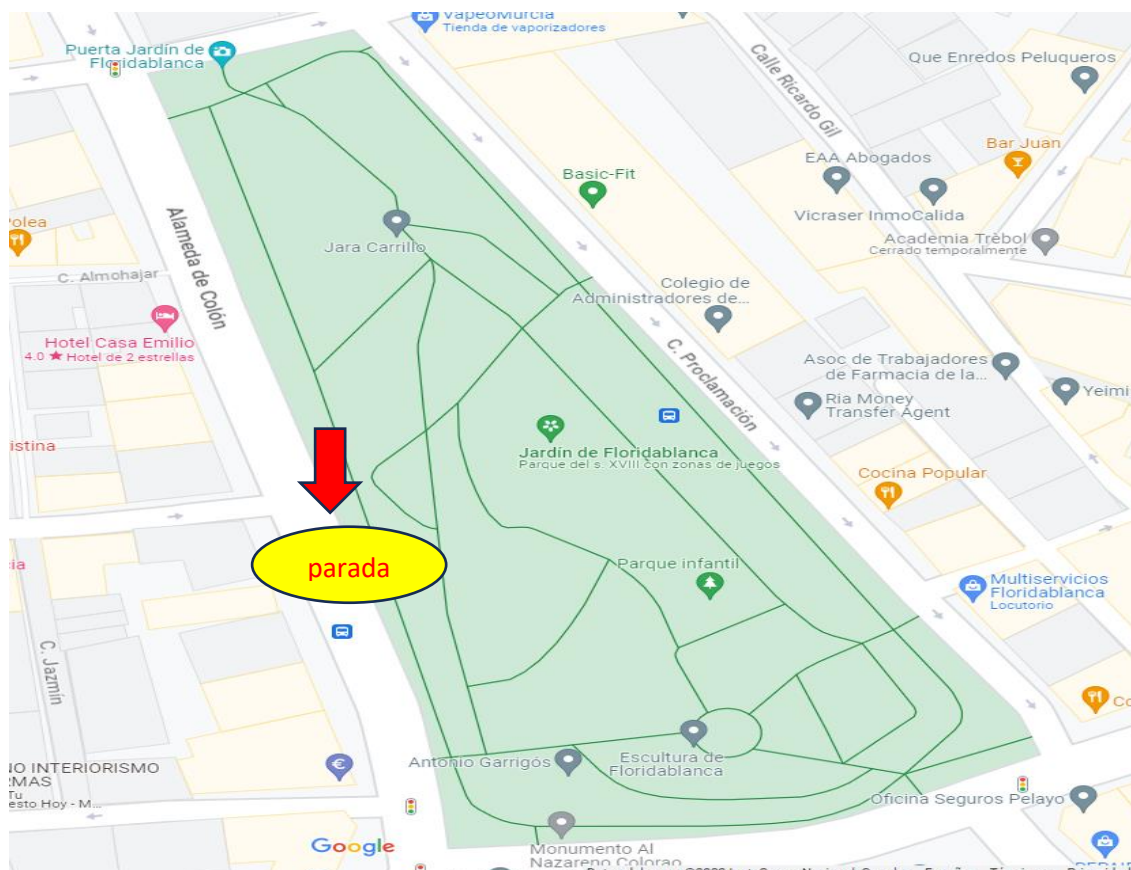 VapeoMurcia
Tienda de vaporizadores
Puerta Jardín de
Floridablanca
Calle Ricardo Gil
Que Enredos Peluqueros
Bar Juan
EAA Abogados
Vicraser InmoCalida
Academia Trèbol
Cerrado temporalmente
Basic-Fit
Jara Carrillo
Alameda de Colón
C. Almohajar
Hotel Casa Emilio
4.0 ★ Hotel de 2 estrellas
Colegio de
Administradores de...
C. Proclamación
Asoc de Trabajadores
de Farmacia de la...
Ria Money
Transfer Agent
Yeimi
Jardín de Floridablanca
Parque del s. XVIII con zonas de juegos
Cocina Popular
parada
Parque infantil
Multiservicios
Floridablanca
Locutorio
C. Jazmín
Antonio Garrigós
Escultura de
Floridablanca
INTERIORISMO
Oficina Seguros Pelayo
Google
Monumento Al
Nazareno Colorao